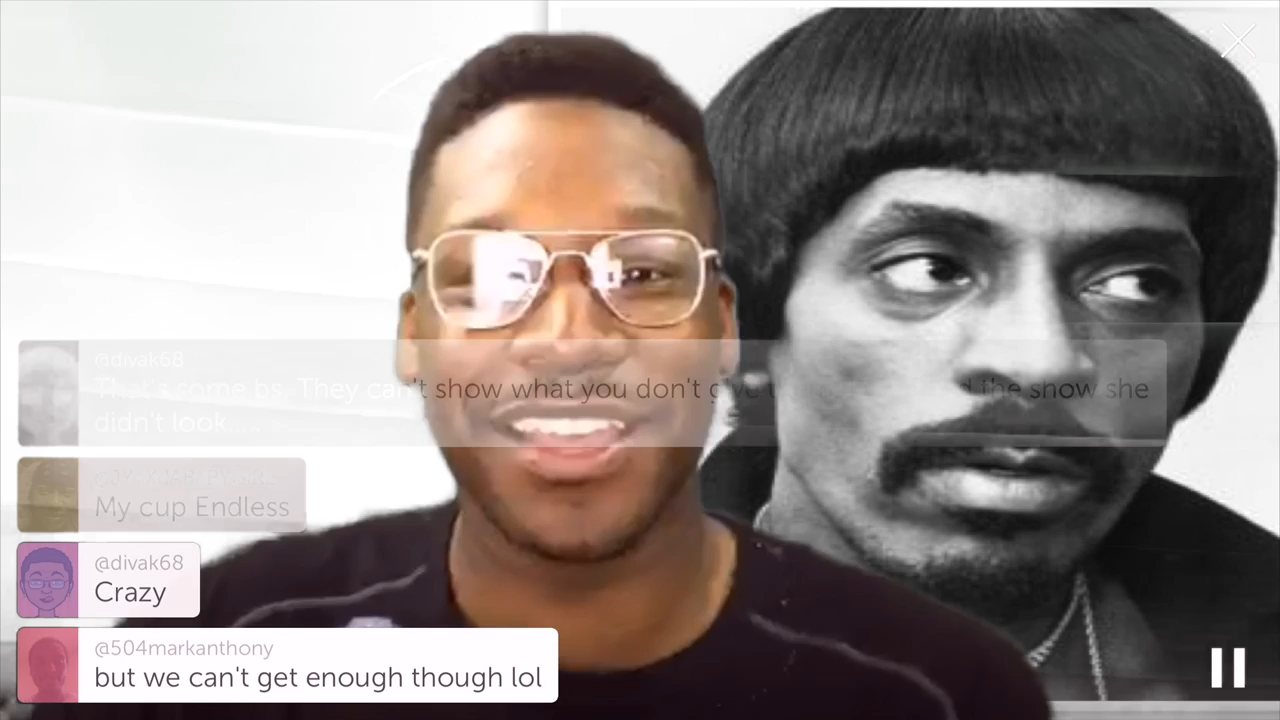 @divak68
That's some bs. They can't show what you don't give the show she
didn't look....
My cup Endless
@divak68
Crazy
@504markanthony
but we can't get enough though lol